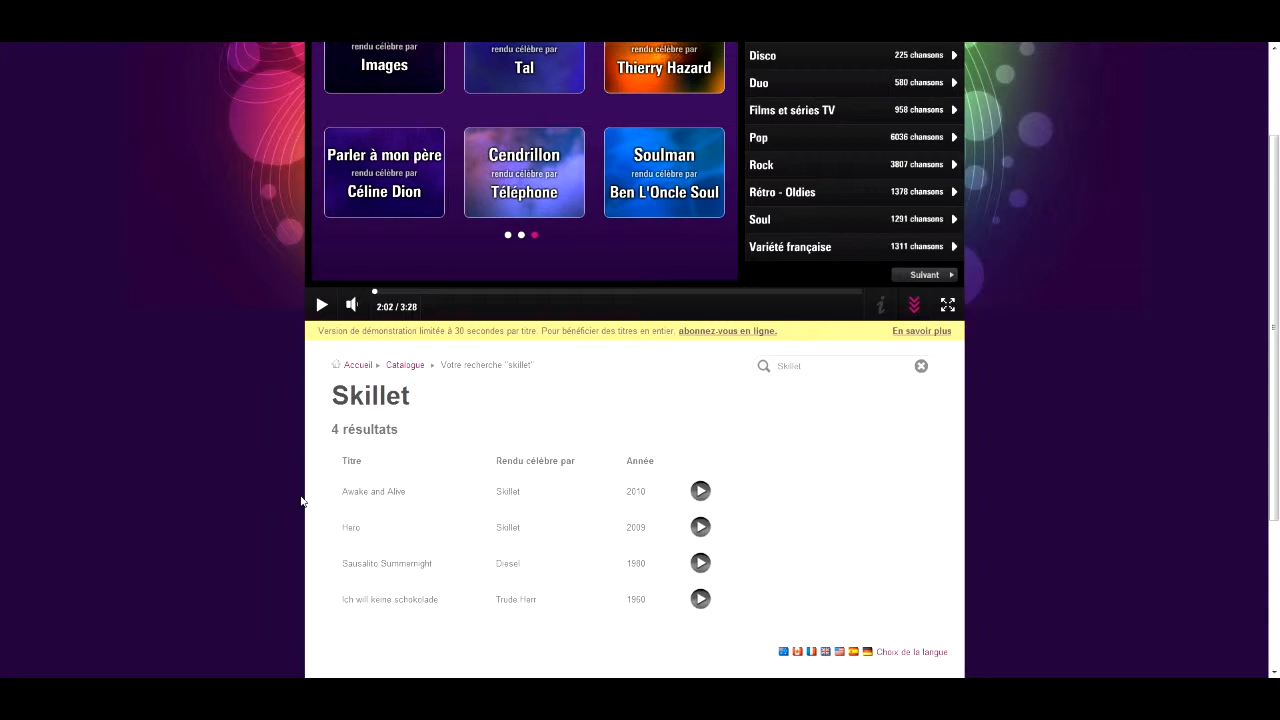 rendu célèbre par
Images
rendu célèbre par
Tal
rendu célèbre par
Thierry Hazard
Parler à mon père
rendu célèbre par
Céline Dion
Cendrillon
rendu célèbre par
Téléphone
Soulman
rendu célèbre par
Ben L'Oncle Soul
Disco 225 chansons
Duo 580 chansons
Films et séries TV 958 chansons
Pop 6036 chansons
Rock 3807 chansons
Rétro - Oldies 1378 chansons
Soul 1291 chansons
Variété française 1311 chansons
Suivant
2:02 / 3:28
Version de démonstration limitée à 30 secondes par titre. Pour bénéficier des titres en entier, abonnez-vous en ligne. En savoir plus
Accueil Catalogue Votre recherche "skillet" Skillet
Skillet
4 résultats
Titre Rendu célèbre par Année
Awake and Alive Skillet 2010
Hero Skillet 2009
Sausalito Summernight Diesel 1980
Ich will keine schokolade Trude Herr 1960
Choix de la langue